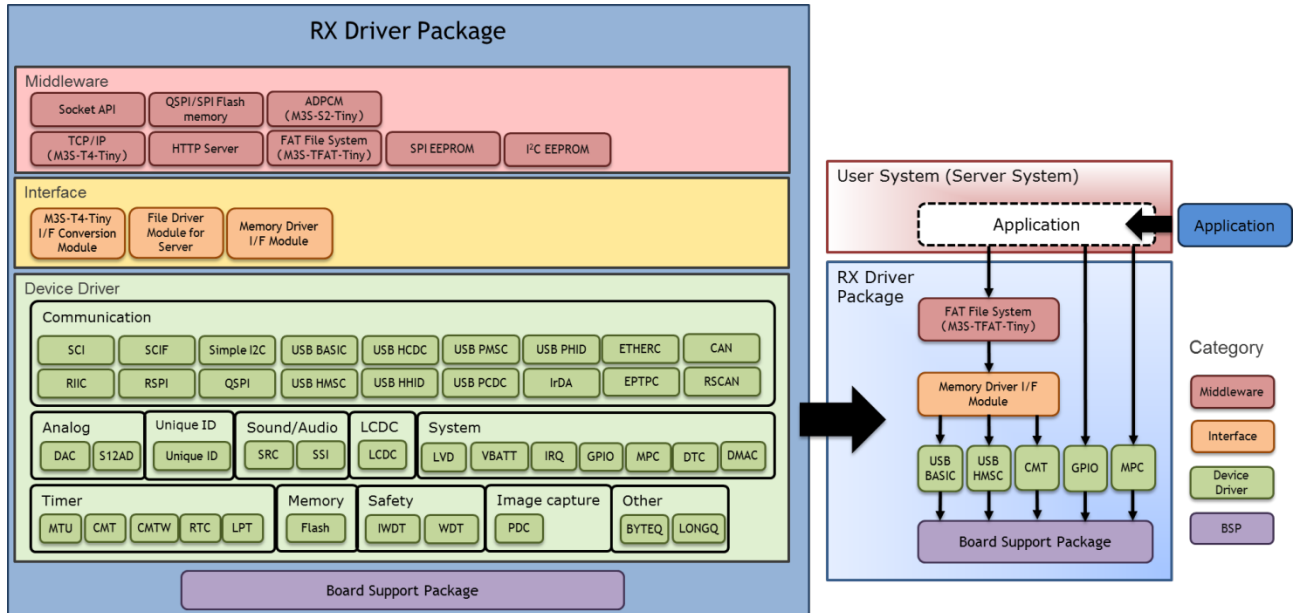 RX Driver Package
Middleware
Socket API
QSPI/SPI Flash
memory
ADPCM
(M3S-S2-Tiny)
TCP/IP
(M3S-T4-Tiny)
HTTP Server
FAT File System
(M3S-TFAT-Tiny)
SPI EEPROM
I²C EEPROM
Interface
M3S-T4-Tiny
I/F Conversion
Module
File Driver
Module for
Server
Memory Driver
I/F Module
Device Driver
Communication
SCI
SCIF
Simple I2C
USB BASIC
USB HCDC
USB PMSC
USB PHID
ETHERC
CAN
RIIC
RSPI
QSPI
USB HMSC
USB HHID
USB PCDC
IrDA
EPTPC
RSCAN
Analog
DAC
S12AD
Unique ID
Unique ID
Sound/Audio
SRC
SSI
LCDC
LCDC
System
LVD
VBATT
IRQ
GPIO
MPC
DTC
DMAC
Timer
MTU
CMT
CMTW
RTC
LPT
Memory
Flash
Safety
IWDT
WDT
Image capture
PDC
Other
BYTEQ
LONGQ
Board Support Package
User System (Server System)
Application
Application
RX Driver
Package
FAT File System
(M3S-TFAT-Tiny)
Memory Driver I/F
Module
USB
BASIC
USB
HMSC
CMT
GPIO
MPC
Board Support Package
Category
Middleware
Interface
Device
Driver
BSP